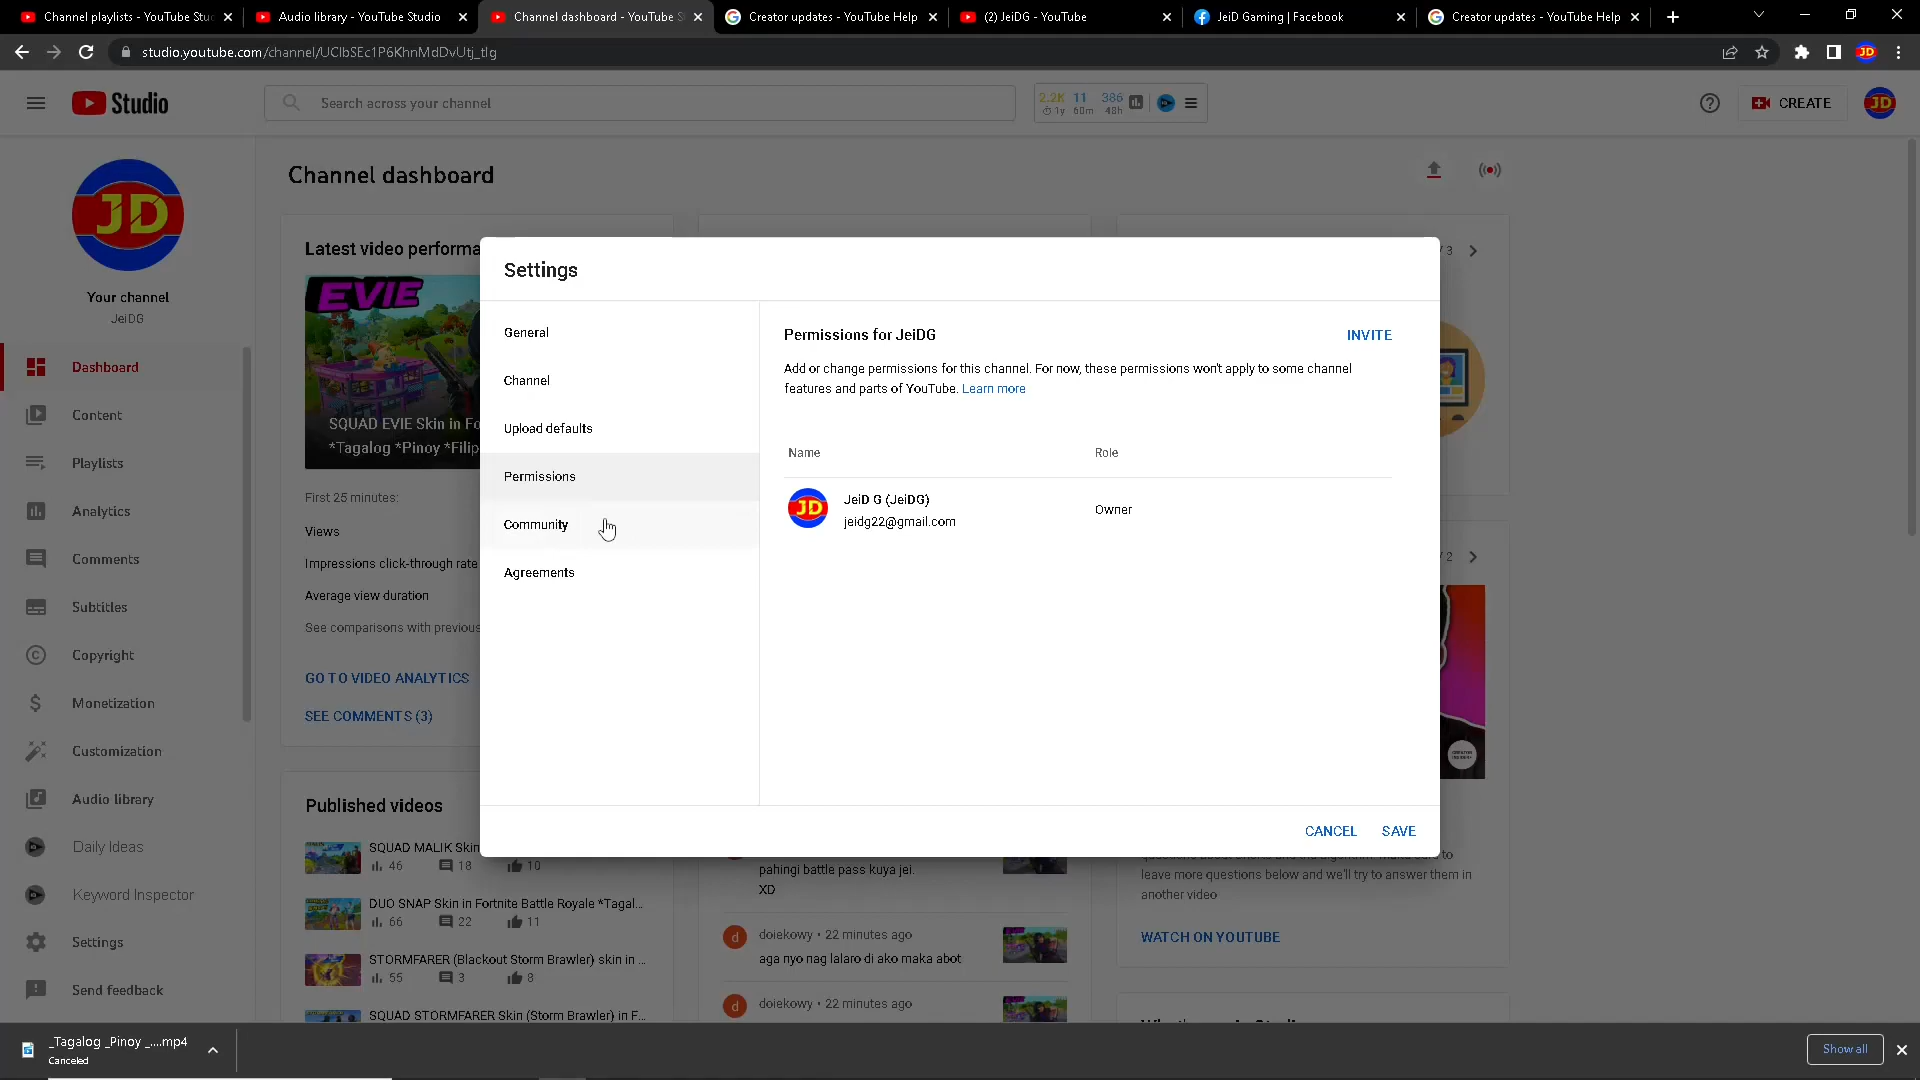 Channel playlists - YouTube Stu
Audio library - YouTube Studio
Channel dashboard - YouTube S
Creator updates - YouTube Help
(2) JeiDG - YouTube
JeiD Gaming | Facebook
Creator updates - YouTube Help
studio.youtube.com/channel/UClbSEc1P6KhnMdDvUtj_tlg
JD
Studio
Search across your channel
2.2K 11 386
1y 60m 48h
CREATE
JD
JD
Your channel
JeiDG
Dashboard
Content
Playlists
Analytics
Comments
Subtitles
Copyright
Monetization
Customization
Audio library
Daily Ideas
Keyword Inspector
Settings
Send feedback
Channel dashboard
Latest video performa
EVIE
SQUAD EVIE Skin in Fo
*Tagalog *Pinoy *Filip
First 25 minutes:
Views
Impressions click-through rate
Average view duration
See comparisons with previous
GO TO VIDEO ANALYTICS
SEE COMMENTS (3)
Published videos
SQUAD MALIK Skin
46 18 10
DUO SNAP Skin in Fortnite Battle Royale *Tagal...
66 22 11
STORMFARER (Blackout Storm Brawler) skin in ...
55 3 8
SQUAD STORMFARER Skin (Storm Brawler) in F...
Settings
General
Channel
Upload defaults
Permissions
Community
Agreements
Permissions for JeiDG
INVITE
Add or change permissions for this channel. For now, these permissions won't apply to some channel
features and parts of YouTube. Learn more
Name
Role
JD
JeiD G (JeiDG)
jeidg22@gmail.com
Owner
CANCEL
SAVE
/ 3
/ 2
pahingi battle pass kuya jei.
XD
d
doiekowy • 22 minutes ago
aga nyo nag lalaro di ako maka abot
d
doiekowy • 22 minutes ago
leave more questions below and we'll try to answer them in
another video
WATCH ON YOUTUBE
_Tagalog _Pinoy _....mp4
Canceled
Show all